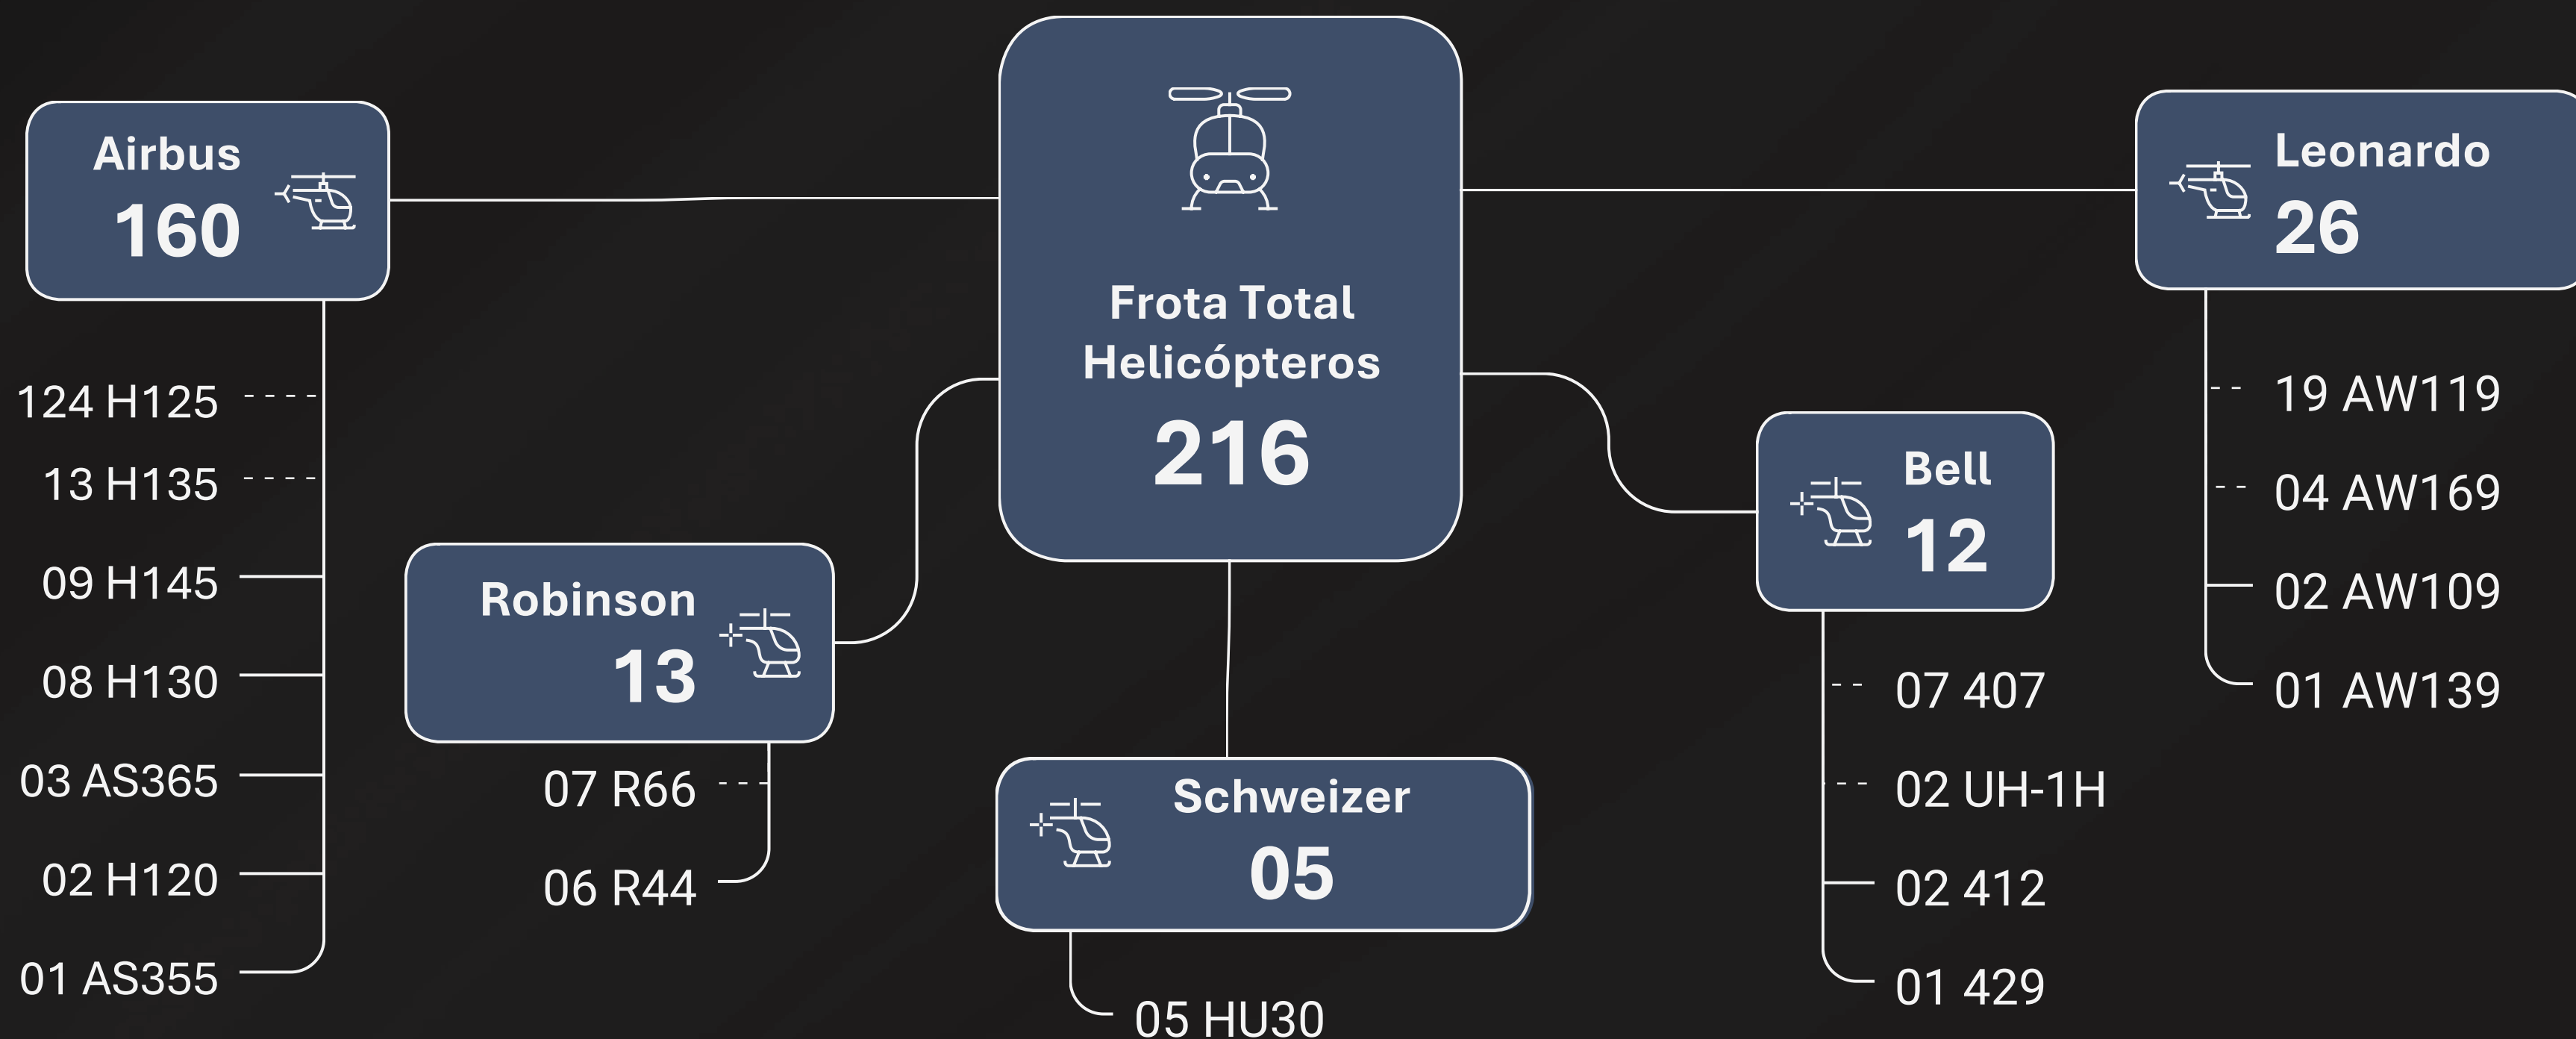 Airbus
160
124 H125
13 H135
09 H145
08 H130
03 AS365
02 H120
01 AS355
Robinson
13
07 R66
06 R44
Frota Total
Helicópteros
216
Schweizer
05
05 HU30
Bell
12
07 407
02 UH-1H
02 412
01 429
Leonardo
26
19 AW119
04 AW169
02 AW109
01 AW139